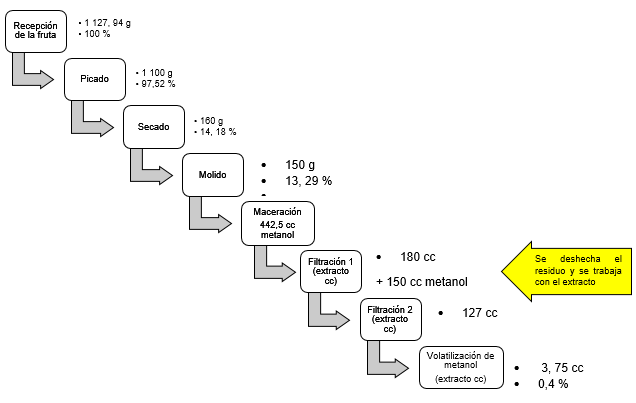 Recepción
de la fruta
• 1 127, 94 g
• 100 %
Picado
• 1 100 g
• 97,52 %
Secado
• 160 g
• 14, 18 %
Molido
• 150 g
• 13, 29 %
•
Maceración
442,5 cc
metanol
Filtración 1
(extracto
cc)
• 180 cc
+ 150 cc metanol
Se deshecha el
residuo y se trabaja
con el extracto
Filtración 2
(extracto
cc)
• 127 cc
Volatilización de
metanol
(extracto cc)
• 3, 75 cc
• 0,4 %